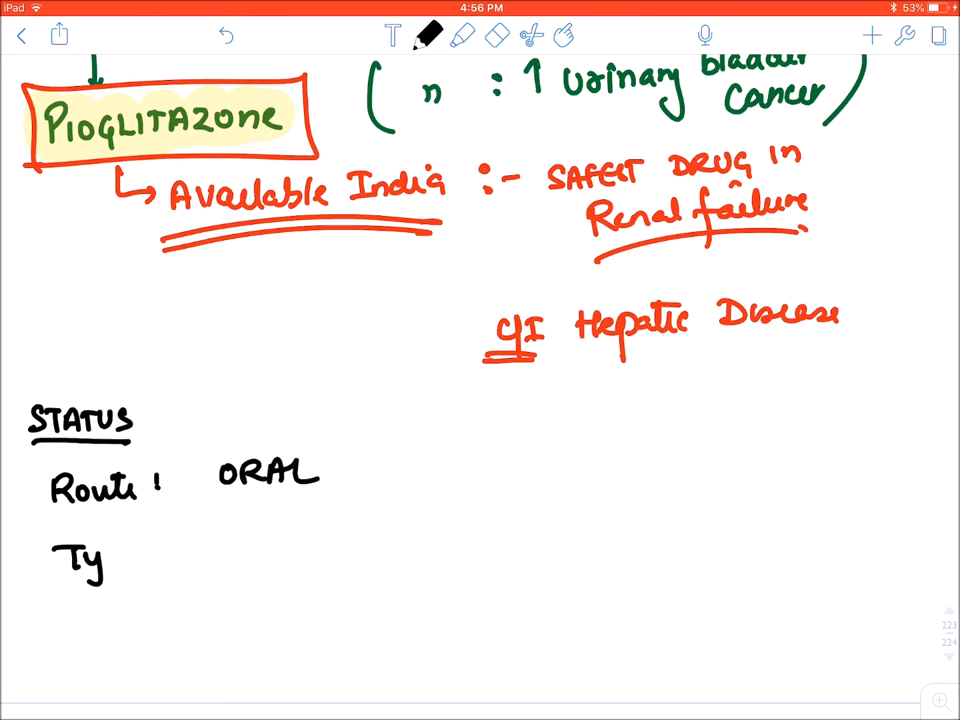 iPad 4:56 PM 53%
T
bladder
( n : ↑ Urinary cancer )
PIOGLITAZONE
↳ Available India :- SAFEST DRUG in
Renal failure
C/I Hepatic Disease
STATUS
Route : ORAL
Ty
223
224